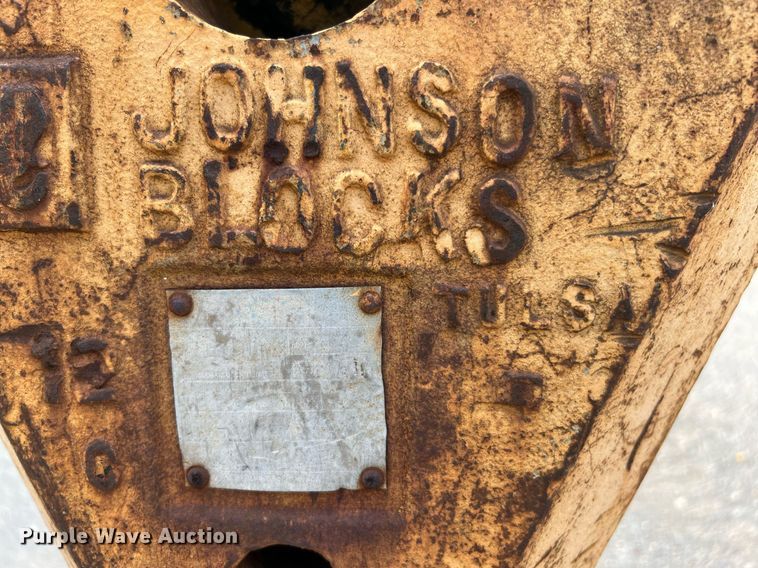 JOHNSON
BLOCKS
TULSA
Purple Wave Auction